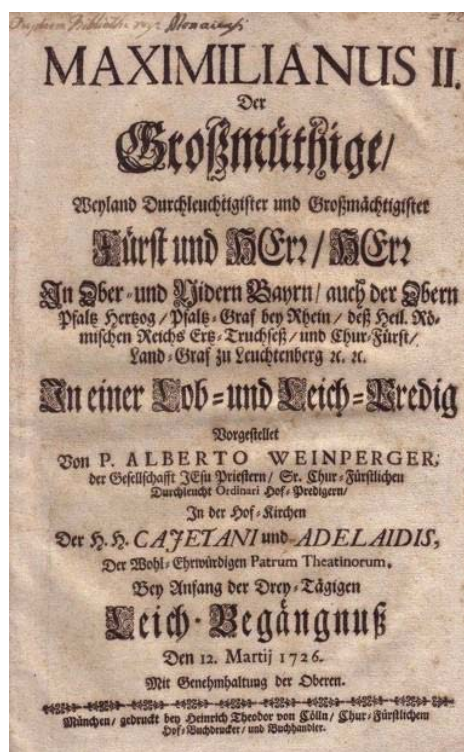 MAXIMILIANUS II.
Der
Großmüthige/
Weyland Durchleuchtigister und Großmächtigister
Fürst und HErr/ HErr
In Ober- und Nidern Bayrn/ auch der Obern
Pfaltz Hertzog/ Pfaltz-Graf bey Rhein/ deß Heil. Rö-
mischen Reichs Ertz-Truchseß/ und Chur-Fürst/
Land-Graf zu Leuchtenberg ꝛc. ꝛc.
In einer Lob- und Leich-Predig
Vorgestellet
Von P. ALBERTO WEINPERGER,
der Gesellschafft JEsu Priestern/ Sr. Chur-Fürstlichen
Durchleucht Ordinari Hof-Predigern/
In der Hof-Kirchen
Der H. H. CAJETANI und ADELAIDIS,
Der Wohl-Ehrwürdigen Patrum Theatinorum.
Bey Anfang der Drey-Tägigen
Leich-Begängnuß
Den 12. Martij 1726.
Mit Genehmhaltung der Oberen.
München/ gedruckt bey Heinrich Theodor von Cölln/ Chur-Fürstlichem
Hof-Buchdrucker/ und Buchhandler.